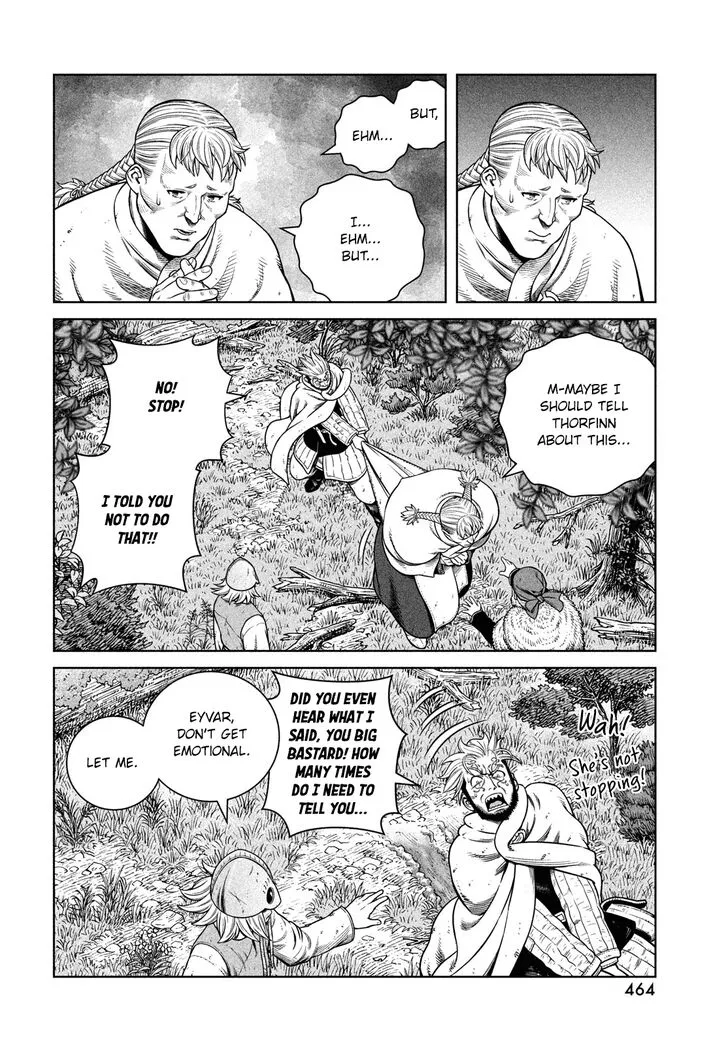 BUT,
EHM...
I...
EHM...
BUT...
M-MAYBE I
SHOULD TELL
THORFINN
ABOUT THIS...
NO!
STOP!
I TOLD YOU
NOT TO DO
THAT!!
Wah!
She's not
stopping!
DID YOU EVEN
HEAR WHAT I
SAID, YOU BIG
BASTARD! HOW
MANY TIMES
DO I NEED TO
TELL YOU...
EYVAR,
DON'T GET
EMOTIONAL.
LET ME.
464